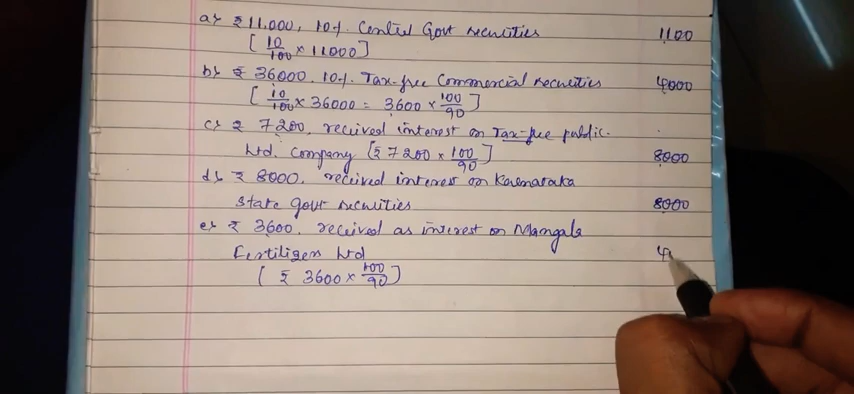 a) ₹ 11,000, 10%. Central Govt securities 1100
[10/100 × 11000]
b) ₹ 36000. 10%. Tax-free Commercial securities 4000
[10/100 × 36000 = 3600 × 100/90]
c) ₹ 7200, received interest on Tax-free public.
Ltd. Company [₹ 7200 × 100/90] 8000
d) ₹ 8000. received interest on Karnataka
State Govt securities 8000
e) ₹ 3600. received as interest on Mangala
Fertilizers Ltd 4
[₹ 3600 × 100/90]